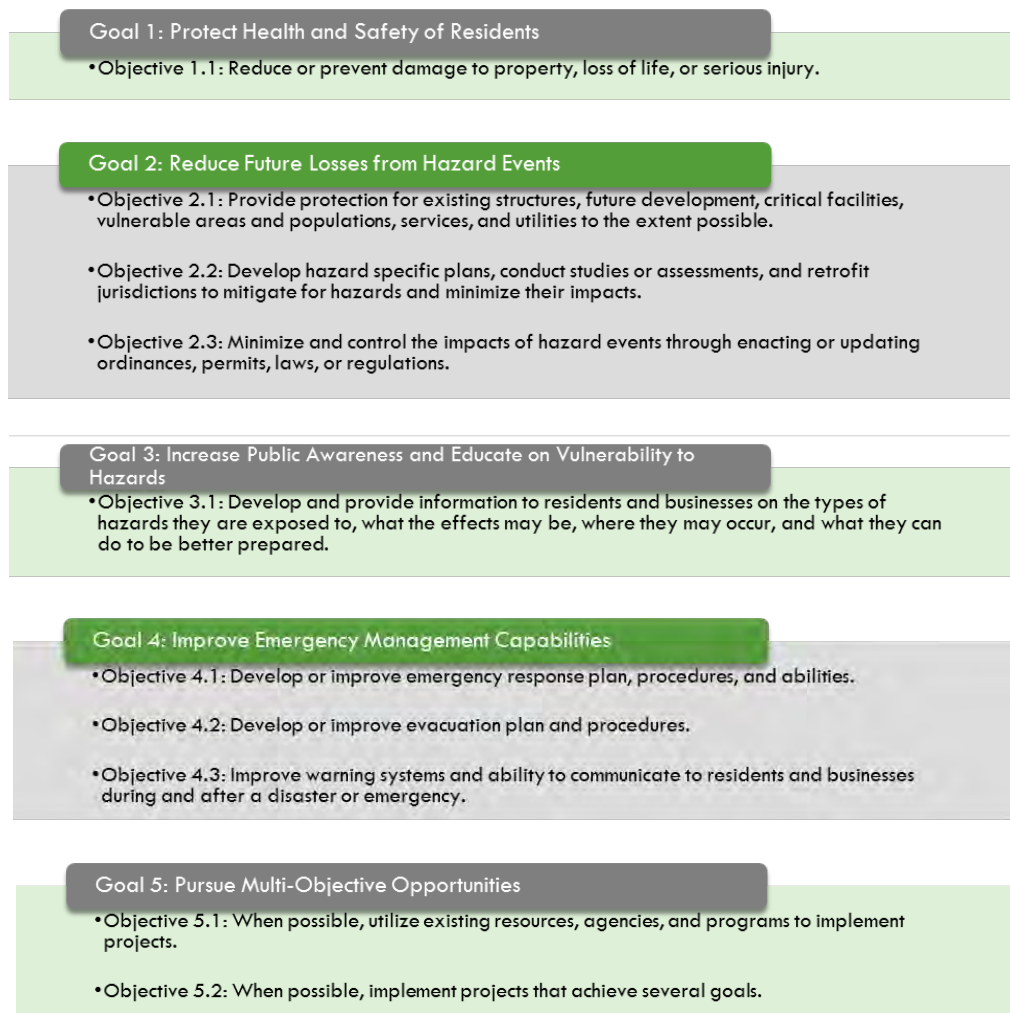 Goal 1: Protect Health and Safety of Residents
•Objective 1.1: Reduce or prevent damage to property, loss of life, or serious injury.
Goal 2: Reduce Future Losses from Hazard Events
•Objective 2.1: Provide protection for existing structures, future development, critical facilities,
vulnerable areas and populations, services, and utilities to the extent possible.
•Objective 2.2: Develop hazard specific plans, conduct studies or assessments, and retrofit
jurisdictions to mitigate for hazards and minimize their impacts.
•Objective 2.3: Minimize and control the impacts of hazard events through enacting or updating
ordinances, permits, laws, or regulations.
Goal 3: Increase Public Awareness and Educate on Vulnerability to
Hazards
•Objective 3.1: Develop and provide information to residents and businesses on the types of
hazards they are exposed to, what the effects may be, where they may occur, and what they can
do to be better prepared.
Goal 4: Improve Emergency Management Capabilities
•Objective 4.1: Develop or improve emergency response plan, procedures, and abilities.
•Objective 4.2: Develop or improve evacuation plan and procedures.
•Objective 4.3: Improve warning systems and ability to communicate to residents and businesses
during and after a disaster or emergency.
Goal 5: Pursue Multi-Objective Opportunities
•Objective 5.1: When possible, utilize existing resources, agencies, and programs to implement
projects.
•Objective 5.2: When possible, implement projects that achieve several goals.